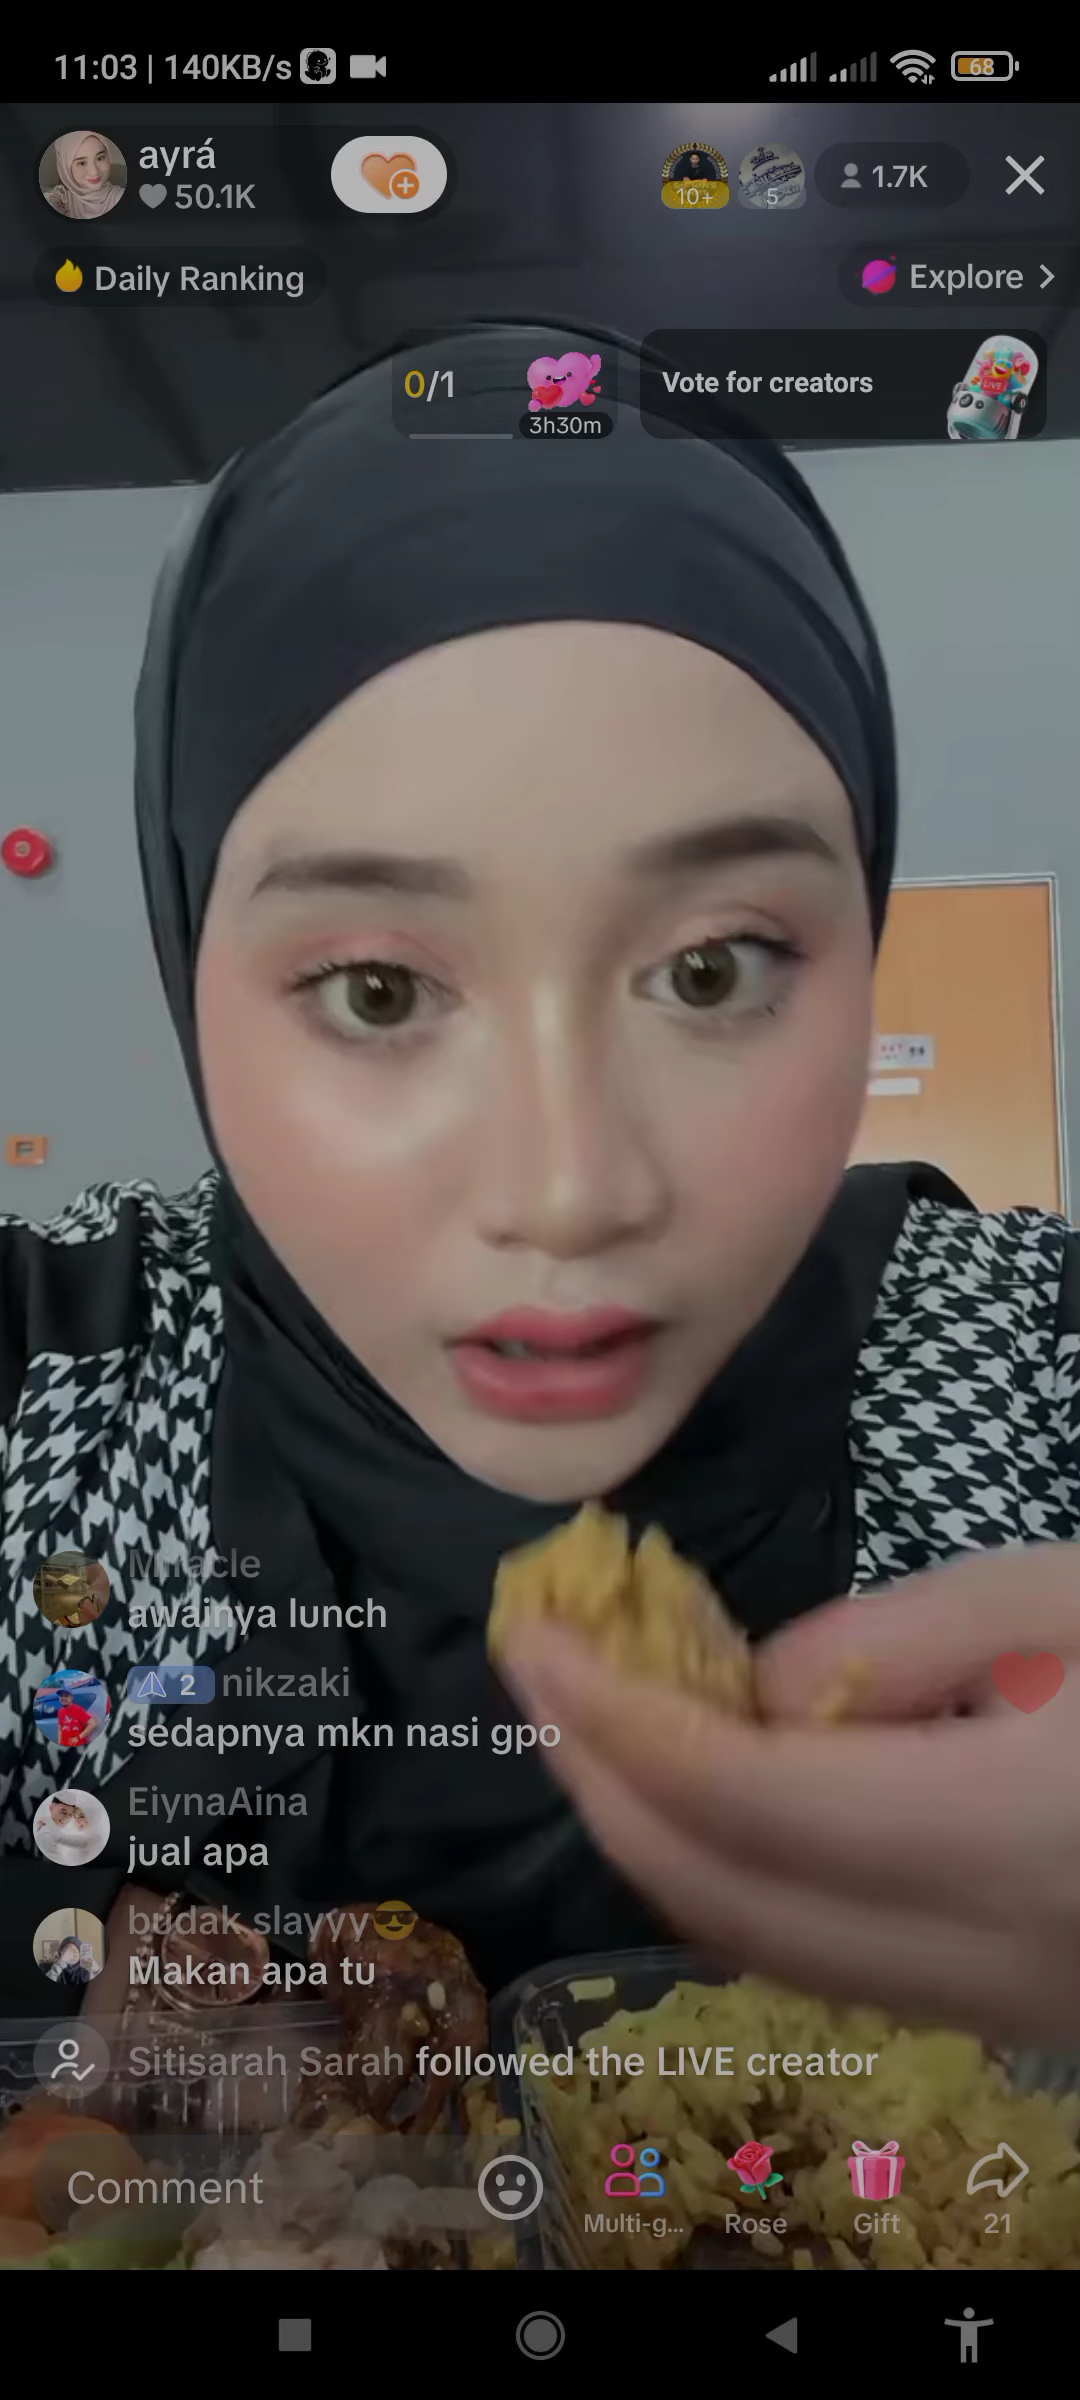 11:03 | 140KB/s
68
ayrá
50.1K
10+
5
1.7K
Daily Ranking
Explore
0/1
3h30m
Vote for creators
LIVE
Miracle
awainya lunch
2 nikzaki
sedapnya mkn nasi gpo
EiynaAina
jual apa
budak slayyy😎
Makan apa tu
Sitisarah Sarah followed the LIVE creator
Comment
Multi-g...
Rose
Gift
21